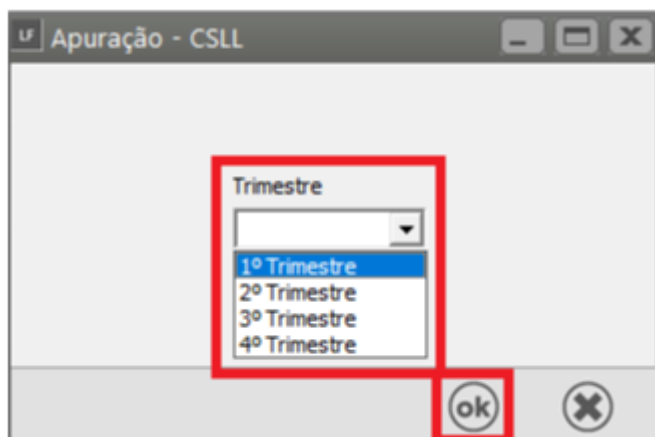 LF Apuração - CSLL
Trimestre
1º Trimestre
2º Trimestre
3º Trimestre
4º Trimestre
ok